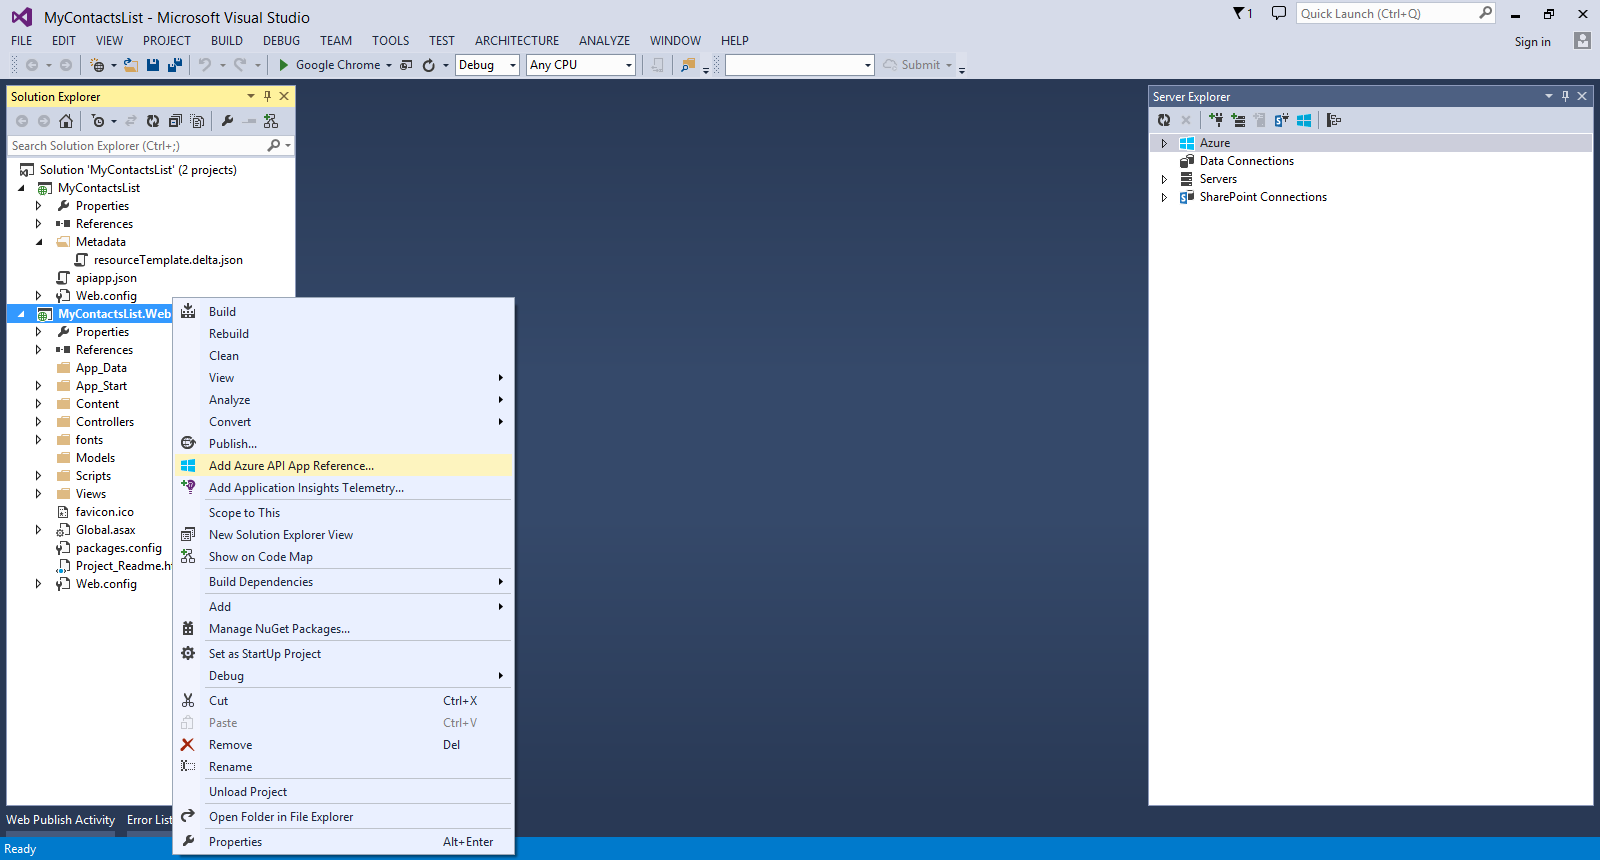 MyContactsList - Microsoft Visual Studio
1
Quick Launch (Ctrl+Q)
FILE EDIT VIEW PROJECT BUILD DEBUG TEAM TOOLS TEST ARCHITECTURE ANALYZE WINDOW HELP
Sign in
Google Chrome Debug Any CPU Submit
Solution Explorer
Search Solution Explorer (Ctrl+;)
Solution 'MyContactsList' (2 projects)
MyContactsList
Properties
References
Metadata
resourceTemplate.delta.json
apiapp.json
Web.config
MyContactsList.Web
Properties
References
App_Data
App_Start
Content
Controllers
fonts
Models
Scripts
Views
favicon.ico
Global.asax
packages.config
Project_Readme.h
Web.config
Build
Rebuild
Clean
View
Analyze
Convert
Publish...
Add Azure API App Reference...
Add Application Insights Telemetry...
Scope to This
New Solution Explorer View
Show on Code Map
Build Dependencies
Add
Manage NuGet Packages...
Set as StartUp Project
Debug
Cut Ctrl+X
Paste Ctrl+V
Remove Del
Rename
Unload Project
Open Folder in File Explorer
Properties Alt+Enter
Server Explorer
Azure
Data Connections
Servers
SharePoint Connections
Web Publish Activity Error List
Ready